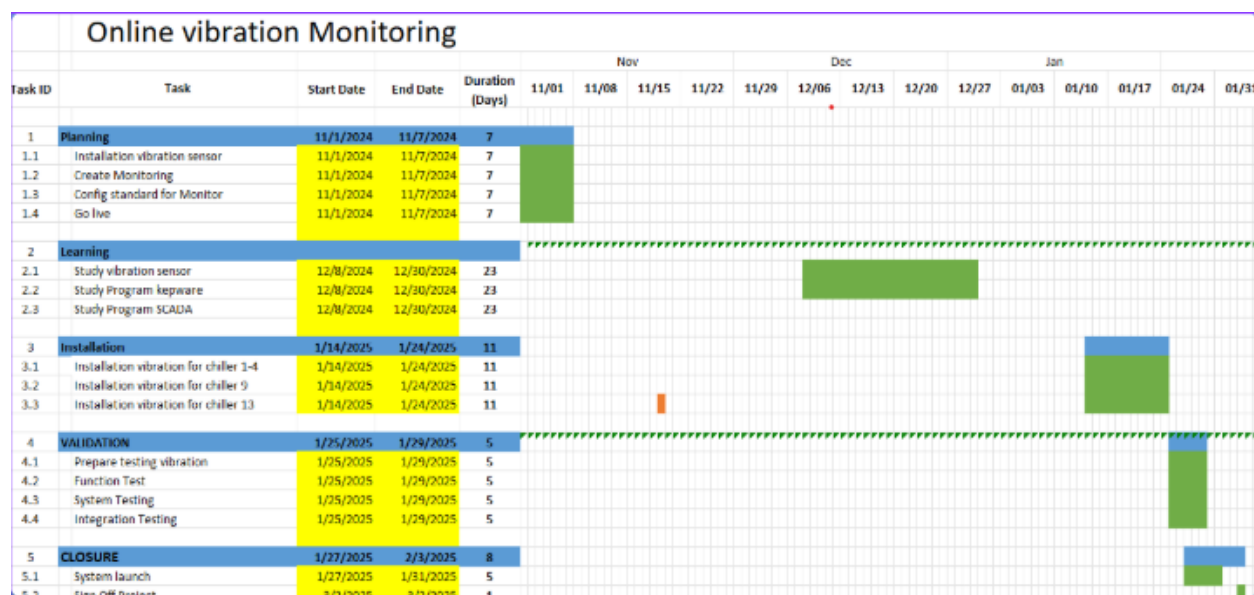 Online vibration Monitoring
Nov Dec Jan
Task ID Task Start Date End Date Duration (Days) 11/01 11/08 11/15 11/22 11/29 12/06 12/13 12/20 12/27 01/03 01/10 01/17 01/24 01/31
1 Planning 11/1/2024 11/7/2024 7
1.1 Installation vibration sensor 11/1/2024 11/7/2024 7
1.2 Create Monitoring 11/1/2024 11/7/2024 7
1.3 Config standard for Monitor 11/1/2024 11/7/2024 7
1.4 Go live 11/1/2024 11/7/2024 7
2 Learning
2.1 Study vibration sensor 12/8/2024 12/30/2024 23
2.2 Study Program kepware 12/8/2024 12/30/2024 23
2.3 Study Program SCADA 12/8/2024 12/30/2024 23
3 Installation 1/14/2025 1/24/2025 11
3.1 Installation vibration for chiller 1-4 1/14/2025 1/24/2025 11
3.2 Installation vibration for chiller 9 1/14/2025 1/24/2025 11
3.3 Installation vibration for chiller 13 1/14/2025 1/24/2025 11
4 VALIDATION 1/25/2025 1/29/2025 5
4.1 Prepare testing vibration 1/25/2025 1/29/2025 5
4.2 Function Test 1/25/2025 1/29/2025 5
4.3 System Testing 1/25/2025 1/29/2025 5
4.4 Integration Testing 1/25/2025 1/29/2025 5
5 CLOSURE 1/27/2025 2/3/2025 8
5.1 System launch 1/27/2025 1/31/2025 5
Sign Off Project